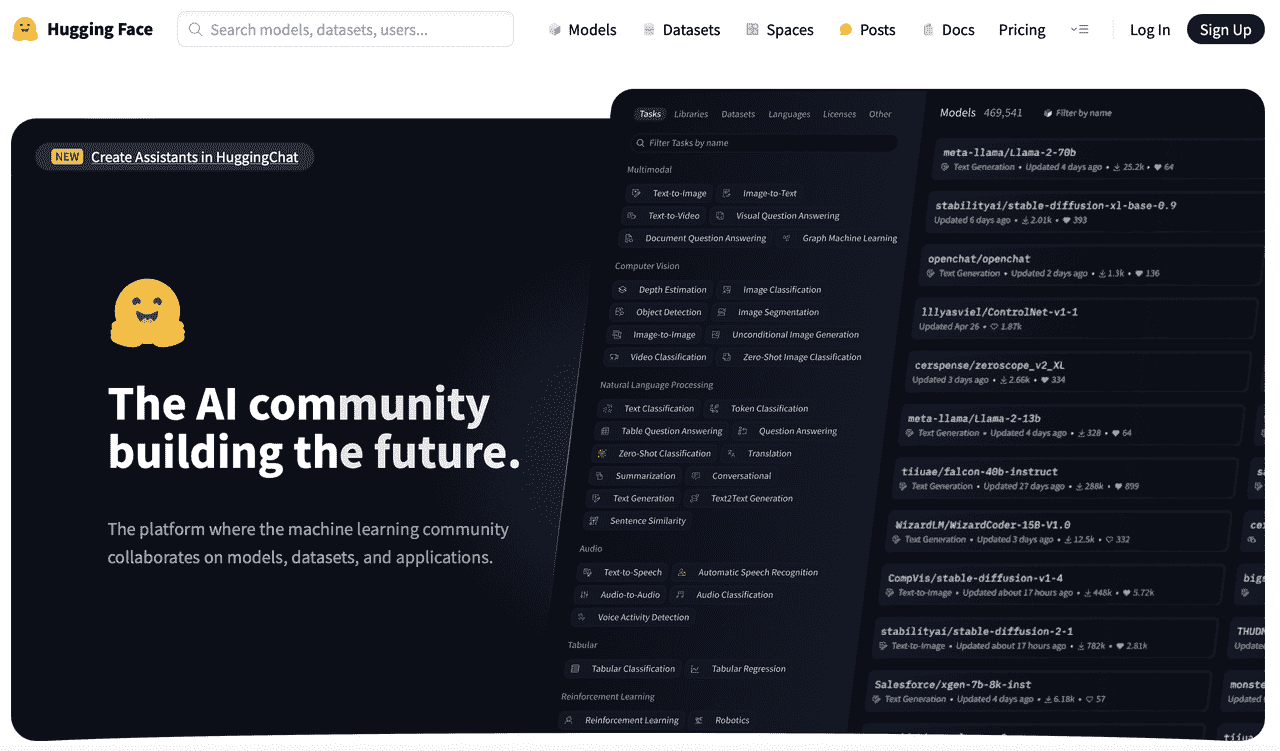 Hugging Face
Search models, datasets, users...
Models
Datasets
Spaces
Posts
Docs
Pricing
Log In
Sign Up
NEW Create Assistants in HuggingChat
The AI community
building the future.
The platform where the machine learning community
collaborates on models, datasets, and applications.
Tasks Libraries Datasets Languages Licenses Other
Filter Tasks by name
Multimodal
Text-to-Image Image-to-Text
Text-to-Video Visual Question Answering
Document Question Answering Graph Machine Learning
Computer Vision
Depth Estimation Image Classification
Object Detection Image Segmentation
Image-to-Image Unconditional Image Generation
Video Classification Zero-Shot Image Classification
Natural Language Processing
Text Classification Token Classification
Table Question Answering Question Answering
Zero-Shot Classification Translation
Summarization Conversational
Text Generation Text2Text Generation
Sentence Similarity
Audio
Text-to-Speech Automatic Speech Recognition
Audio-to-Audio Audio Classification
Voice Activity Detection
Tabular
Tabular Classification Tabular Regression
Reinforcement Learning
Reinforcement Learning Robotics
Models 469,541 Filter by name
meta-llama/Llama-2-70b
Text Generation • Updated 4 days ago • 25.2k • 64
stabilityai/stable-diffusion-xl-base-0.9
Updated 6 days ago • 2.01k • 393
openchat/openchat
Text Generation • Updated 2 days ago • 1.3k • 136
lllyasviel/ControlNet-v1-1
Updated Apr 26 • 1.87k
cerspense/zeroscope_v2_XL
Updated 3 days ago • 2.66k • 334
meta-llama/Llama-2-13b
Text Generation • Updated 4 days ago • 328 • 64
tiiuae/falcon-40b-instruct
Text Generation • Updated 27 days ago • 288k • 899
WizardLM/WizardCoder-15B-V1.0
Text Generation • Updated 3 days ago • 12.5k • 332
CompVis/stable-diffusion-v1-4
Text-to-Image • Updated about 17 hours ago • 448k • 5.72k
stabilityai/stable-diffusion-2-1
Text-to-Image • Updated about 17 hours ago • 782k • 2.81k
Salesforce/xgen-7b-8k-inst
Text Generation • Updated 4 days ago • 6.18k • 57
THUDM
Updated
monste
Updated
tiiua